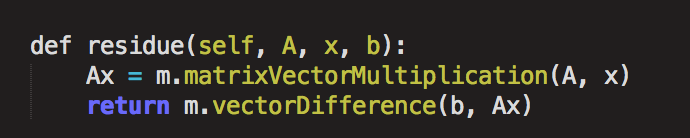 def residue(self, A, x, b):
    Ax = m.matrixVectorMultiplication(A, x)
    return m.vectorDifference(b, Ax)